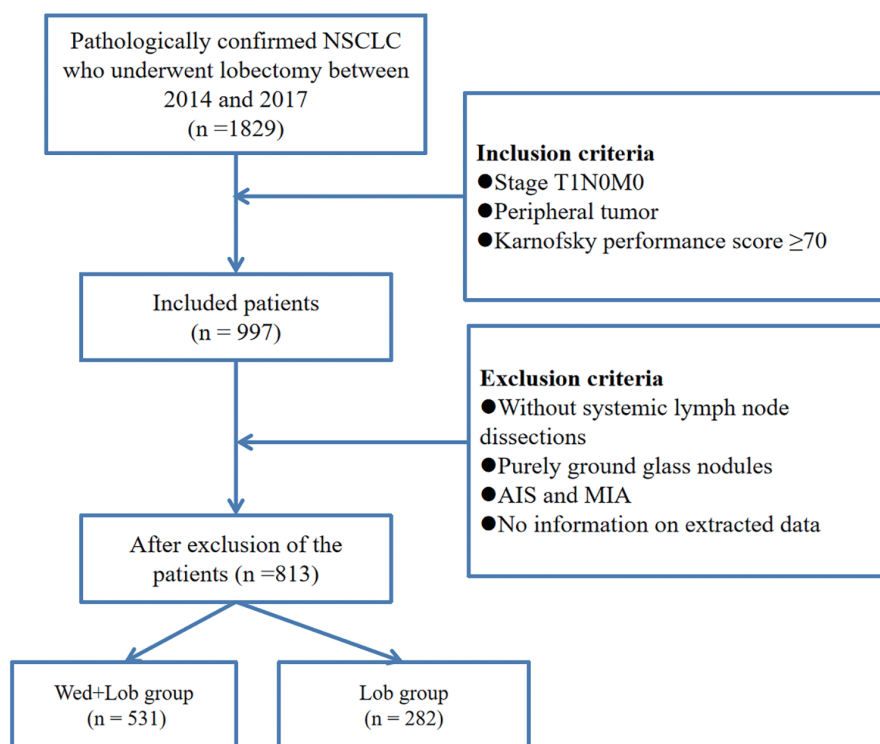 Pathologically confirmed NSCLC
who underwent lobectomy between
2014 and 2017
(n =1829)
Inclusion criteria
●Stage T1N0M0
●Peripheral tumor
●Karnofsky performance score ≥70
Included patients
(n = 997)
Exclusion criteria
●Without systemic lymph node
dissections
●Purely ground glass nodules
●AIS and MIA
●No information on extracted data
After exclusion of the
patients (n =813)
Wed+Lob group
(n = 531)
Lob group
(n = 282)